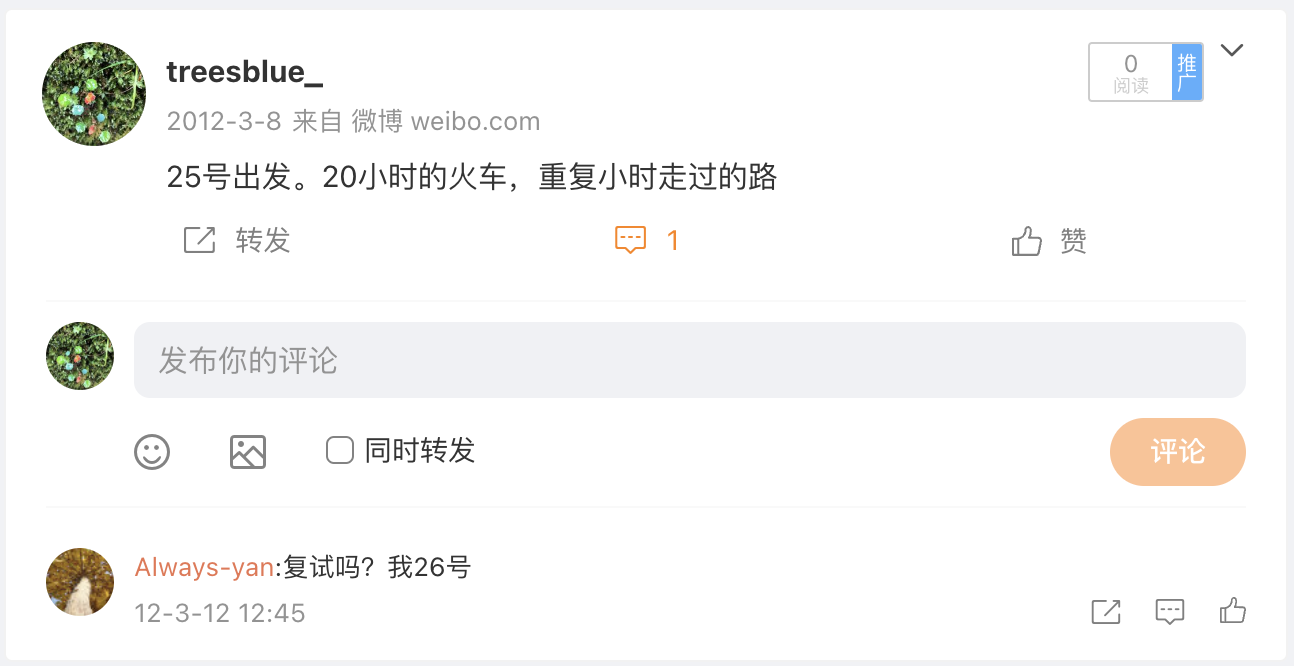 treesblue_
0
阅读
推广
2012-3-8 来自 微博 weibo.com
25号出发。20小时的火车，重复小时走过的路
转发
1
赞
发布你的评论
同时转发
评论
Always-yan:复试吗？我26号
12-3-12 12:45